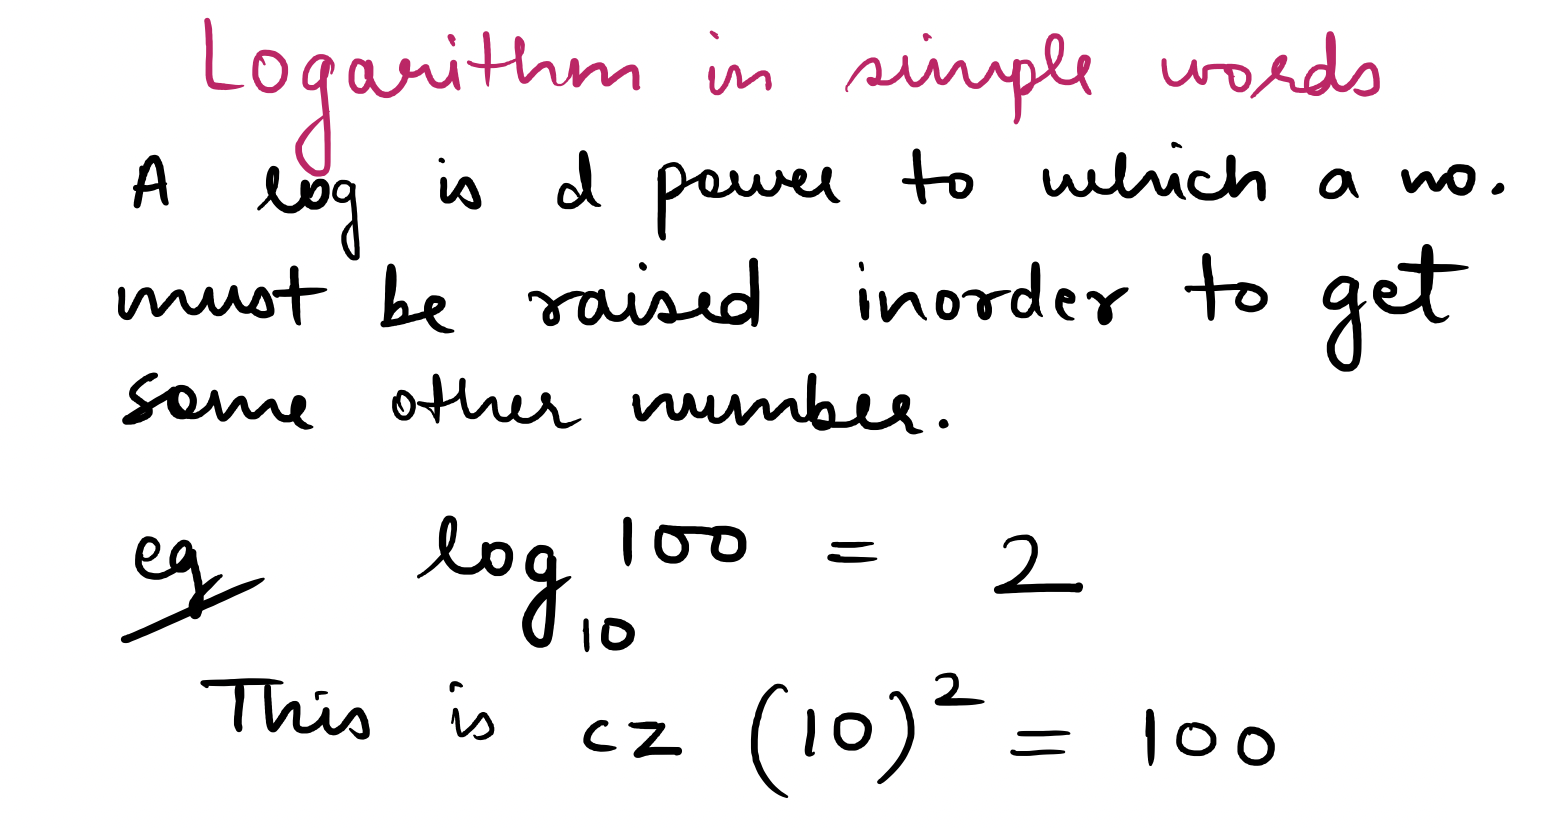 Logarithm in simple words
A log is d power to which a no.
must be raised inorder to get
some other number.
eg log₁₀ 100 = 2
This is cz (10)² = 100